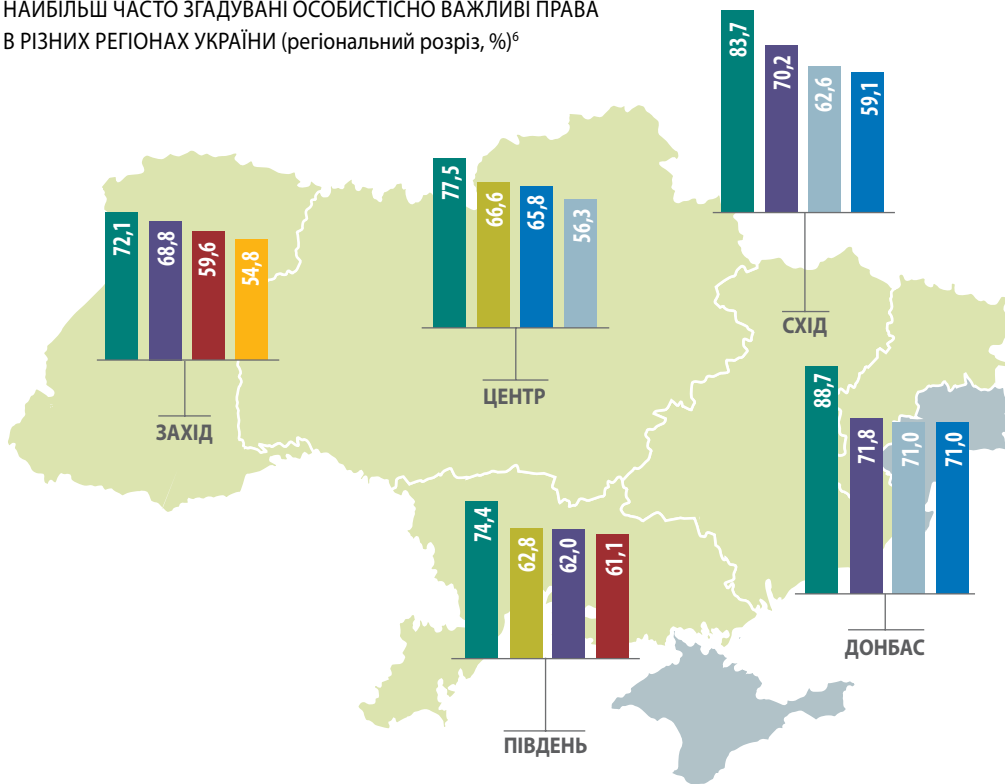 НАЙБІЛЬШ ЧАСТО ЗГАДУВАНІ ОСОБИСТІСНО ВАЖЛИВІ ПРАВА
В РІЗНИХ РЕГІОНАХ УКРАЇНИ (регіональний розріз, %)⁶
83,7
70,2
62,6
59,1
СХІД
77,5
66,6
65,8
56,3
ЦЕНТР
72,1
68,8
59,6
54,8
ЗАХІД
88,7
71,8
71,0
71,0
ДОНБАС
74,4
62,8
62,0
61,1
ПІВДЕНЬ